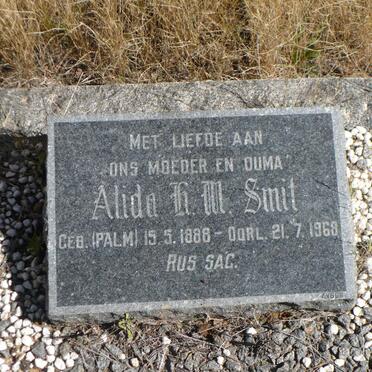 MET LIEFDE AAN
ONS MOEDER EN OUMA
Alida H. M. Smit
GEB. (PALM) 15. 5. 1888 – OORL. 21. 7. 1968
RUS SAG.